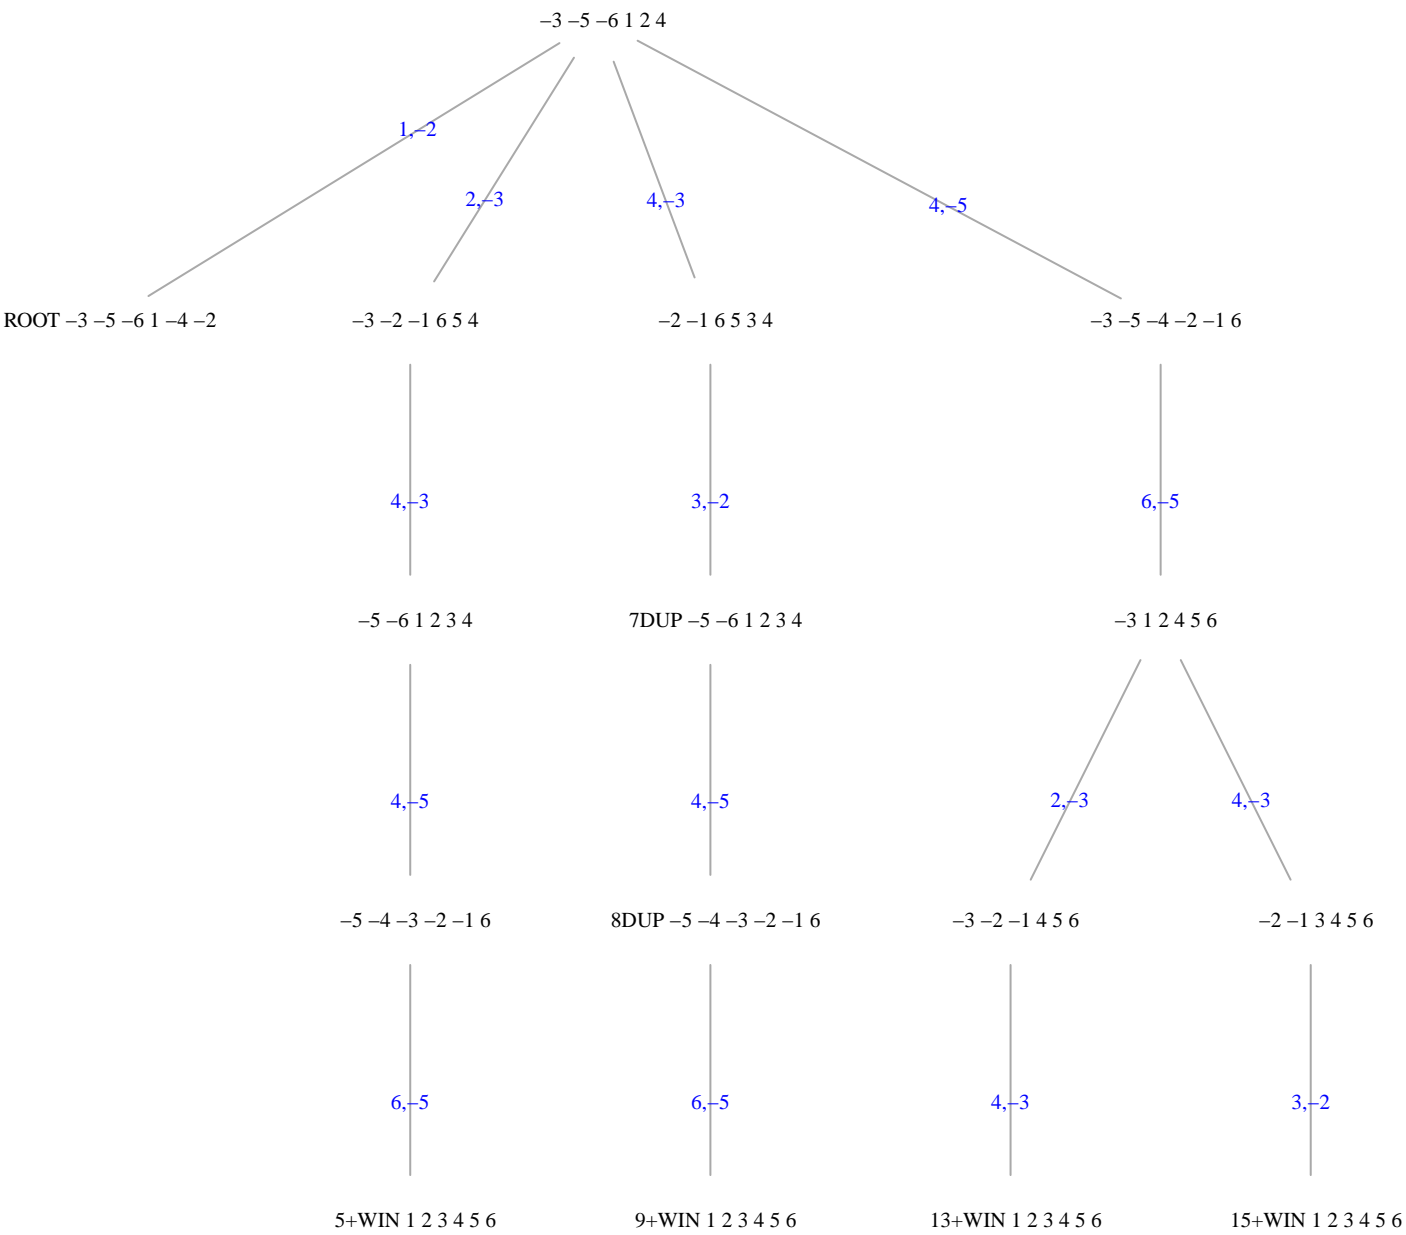 −3 −5 −6 1 2 4
1,−2
2,−3
4,−3
4,−5
ROOT −3 −5 −6 1 −4 −2
−3 −2 −1 6 5 4
−2 −1 6 5 3 4
−3 −5 −4 −2 −1 6
4,−3
3,−2
6,−5
−5 −6 1 2 3 4
7DUP −5 −6 1 2 3 4
−3 1 2 4 5 6
4,−5
4,−5
2,−3
4,−3
−5 −4 −3 −2 −1 6
8DUP −5 −4 −3 −2 −1 6
−3 −2 −1 4 5 6
−2 −1 3 4 5 6
6,−5
6,−5
4,−3
3,−2
5+WIN 1 2 3 4 5 6
9+WIN 1 2 3 4 5 6
13+WIN 1 2 3 4 5 6
15+WIN 1 2 3 4 5 6